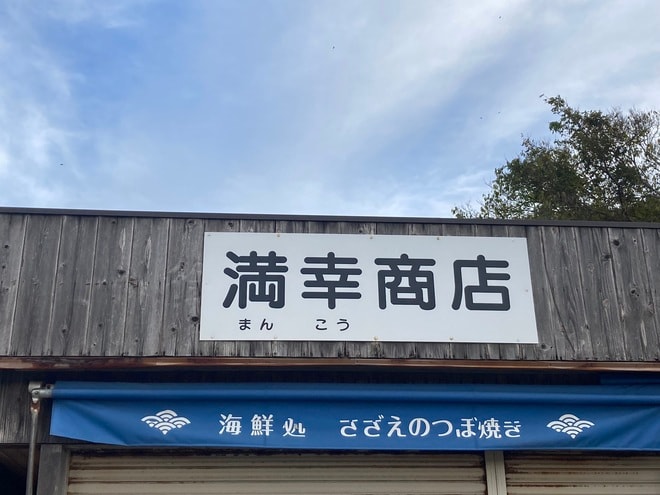 満幸商店
まん こう
海鮮処 さざえのつぼ焼き